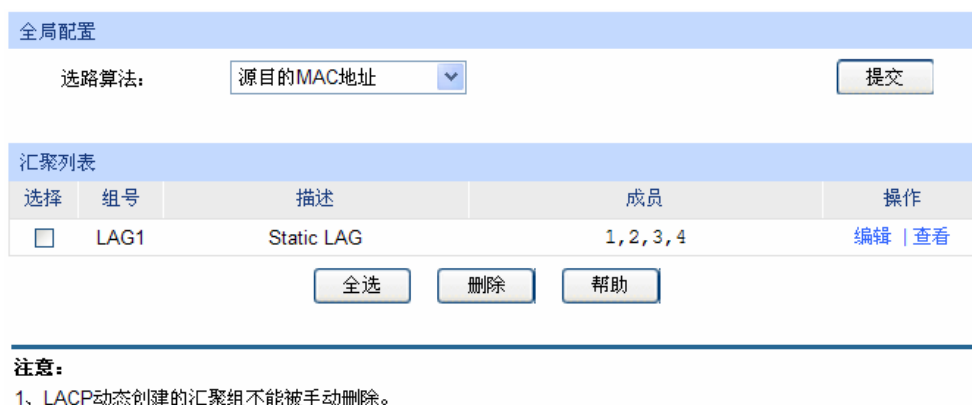 全局配置
选路算法： 源目的MAC地址 提交
汇聚列表
选择 组号 描述 成员 操作
LAG1 Static LAG 1,2,3,4 编辑 | 查看
全选 删除 帮助
注意：
1、LACP动态创建的汇聚组不能被手动删除。